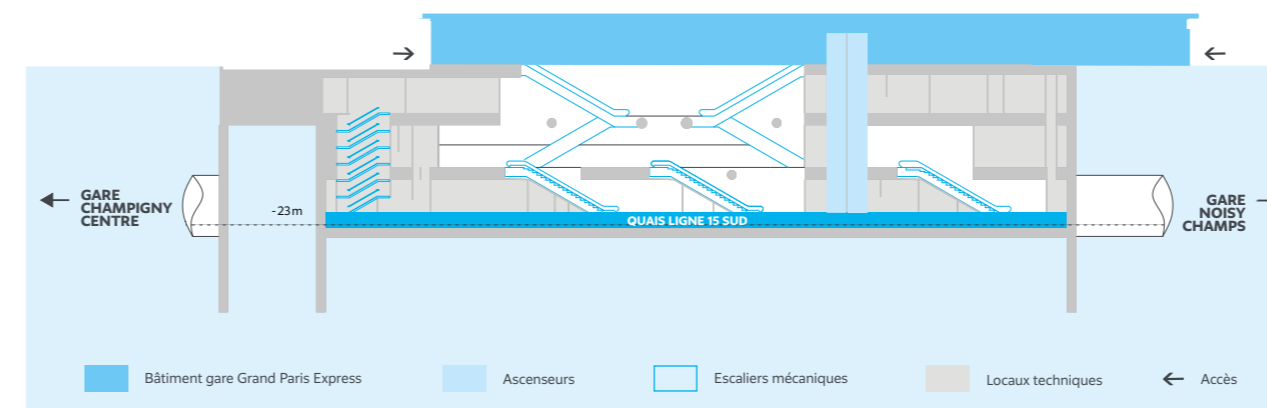 GARE
CHAMPIGNY
CENTRE
-23m
QUAIS LIGNE 15 SUD
GARE
NOISY
CHAMPS
Bâtiment gare Grand Paris Express
Ascenseurs
Escaliers mécaniques
Locaux techniques
Accès